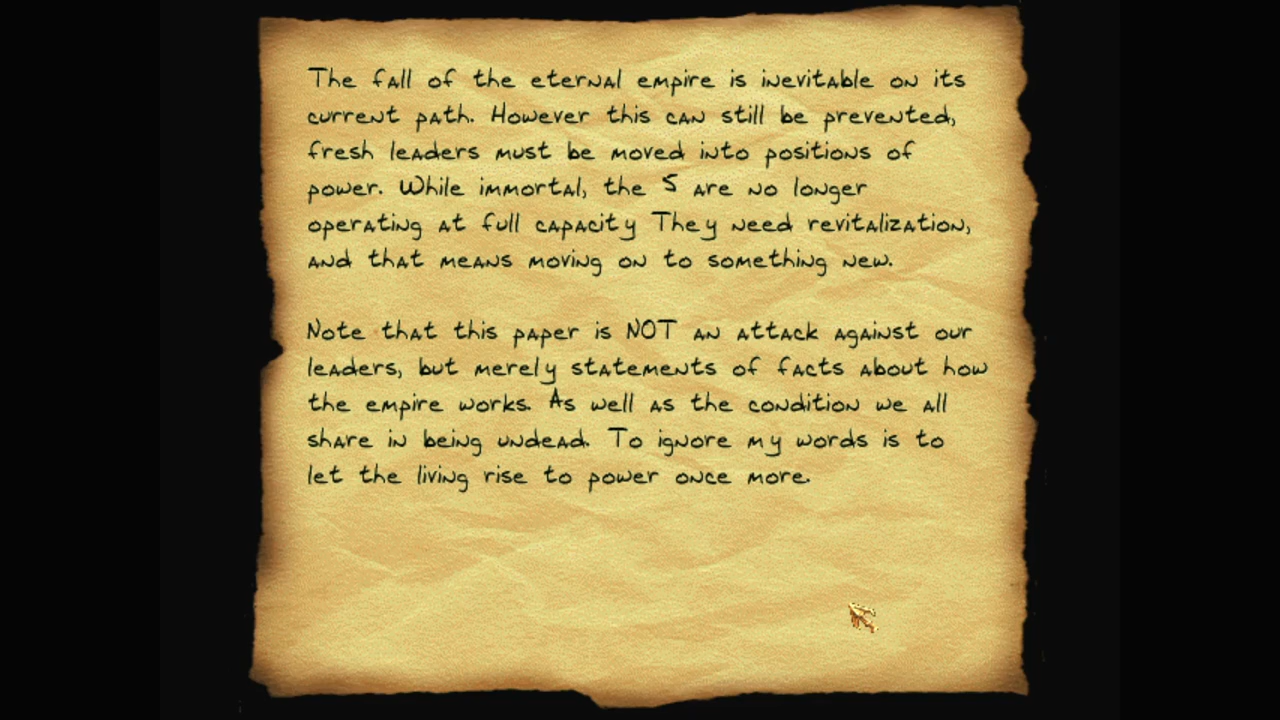 The fall of the eternal empire is inevitable on its
current path. However this can still be prevented,
fresh leaders must be moved into positions of
power. While immortal, the 5 are no longer
operating at full capacity They need revitalization,
and that means moving on to something new.
Note that this paper is NOT an attack against our
leaders, but merely statements of facts about how
the empire works. As well as the condition we all
share in being undead. To ignore my words is to
let the living rise to power once more.